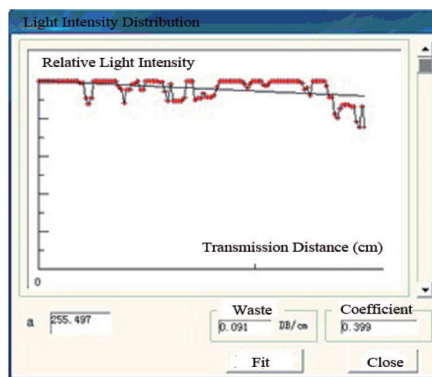 Light Intensity Distribution
Relative Light Intensity
Transmission Distance (cm)
0
a 255.497
Waste
0.091 DB/cm
Coefficient
0.399
Fit Close